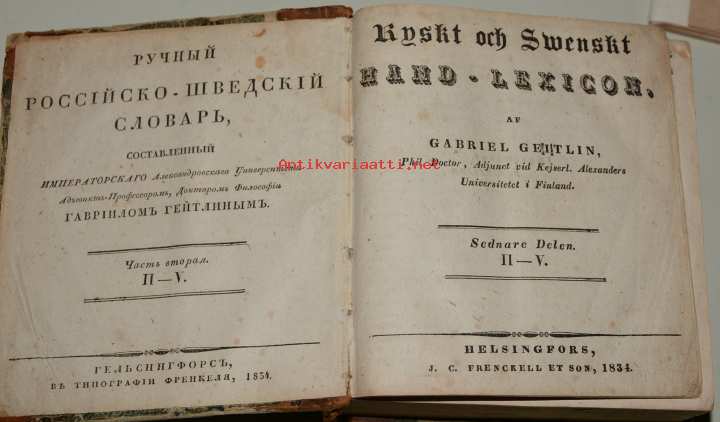 РУЧНЫЙ
РОССІЙСКО-ШВЕДСКІЙ
СЛОВАРЬ,
СОСТАВЛЕННЫЙ
ИМПЕРАТОРСКАГО Александровскаго Университета
Адъюнктъ-Профессоромъ, Докторомъ Философіи
ГАВРІИЛОМЪ ГЕЙТЛИНЫМЪ.
Часть вторая.
П—Ѵ.
ГЕЛЬСИНГФОРСЪ,
ВЪ ТИПОГРАФІИ ФРЕНКЕЛЯ, 1834.
Ryskt och Swenskt
HAND-LEXICON,
AF
GABRIEL GEITLIN,
Phil. Doctor, Adjunct vid Kejserl. Alexanders
Universitetet i Finland.
Sednare Delen.
П—Ѵ.
HELSINGFORS,
J. C. FRENCKELL ET SON, 1834.
Antikvariaatti.net